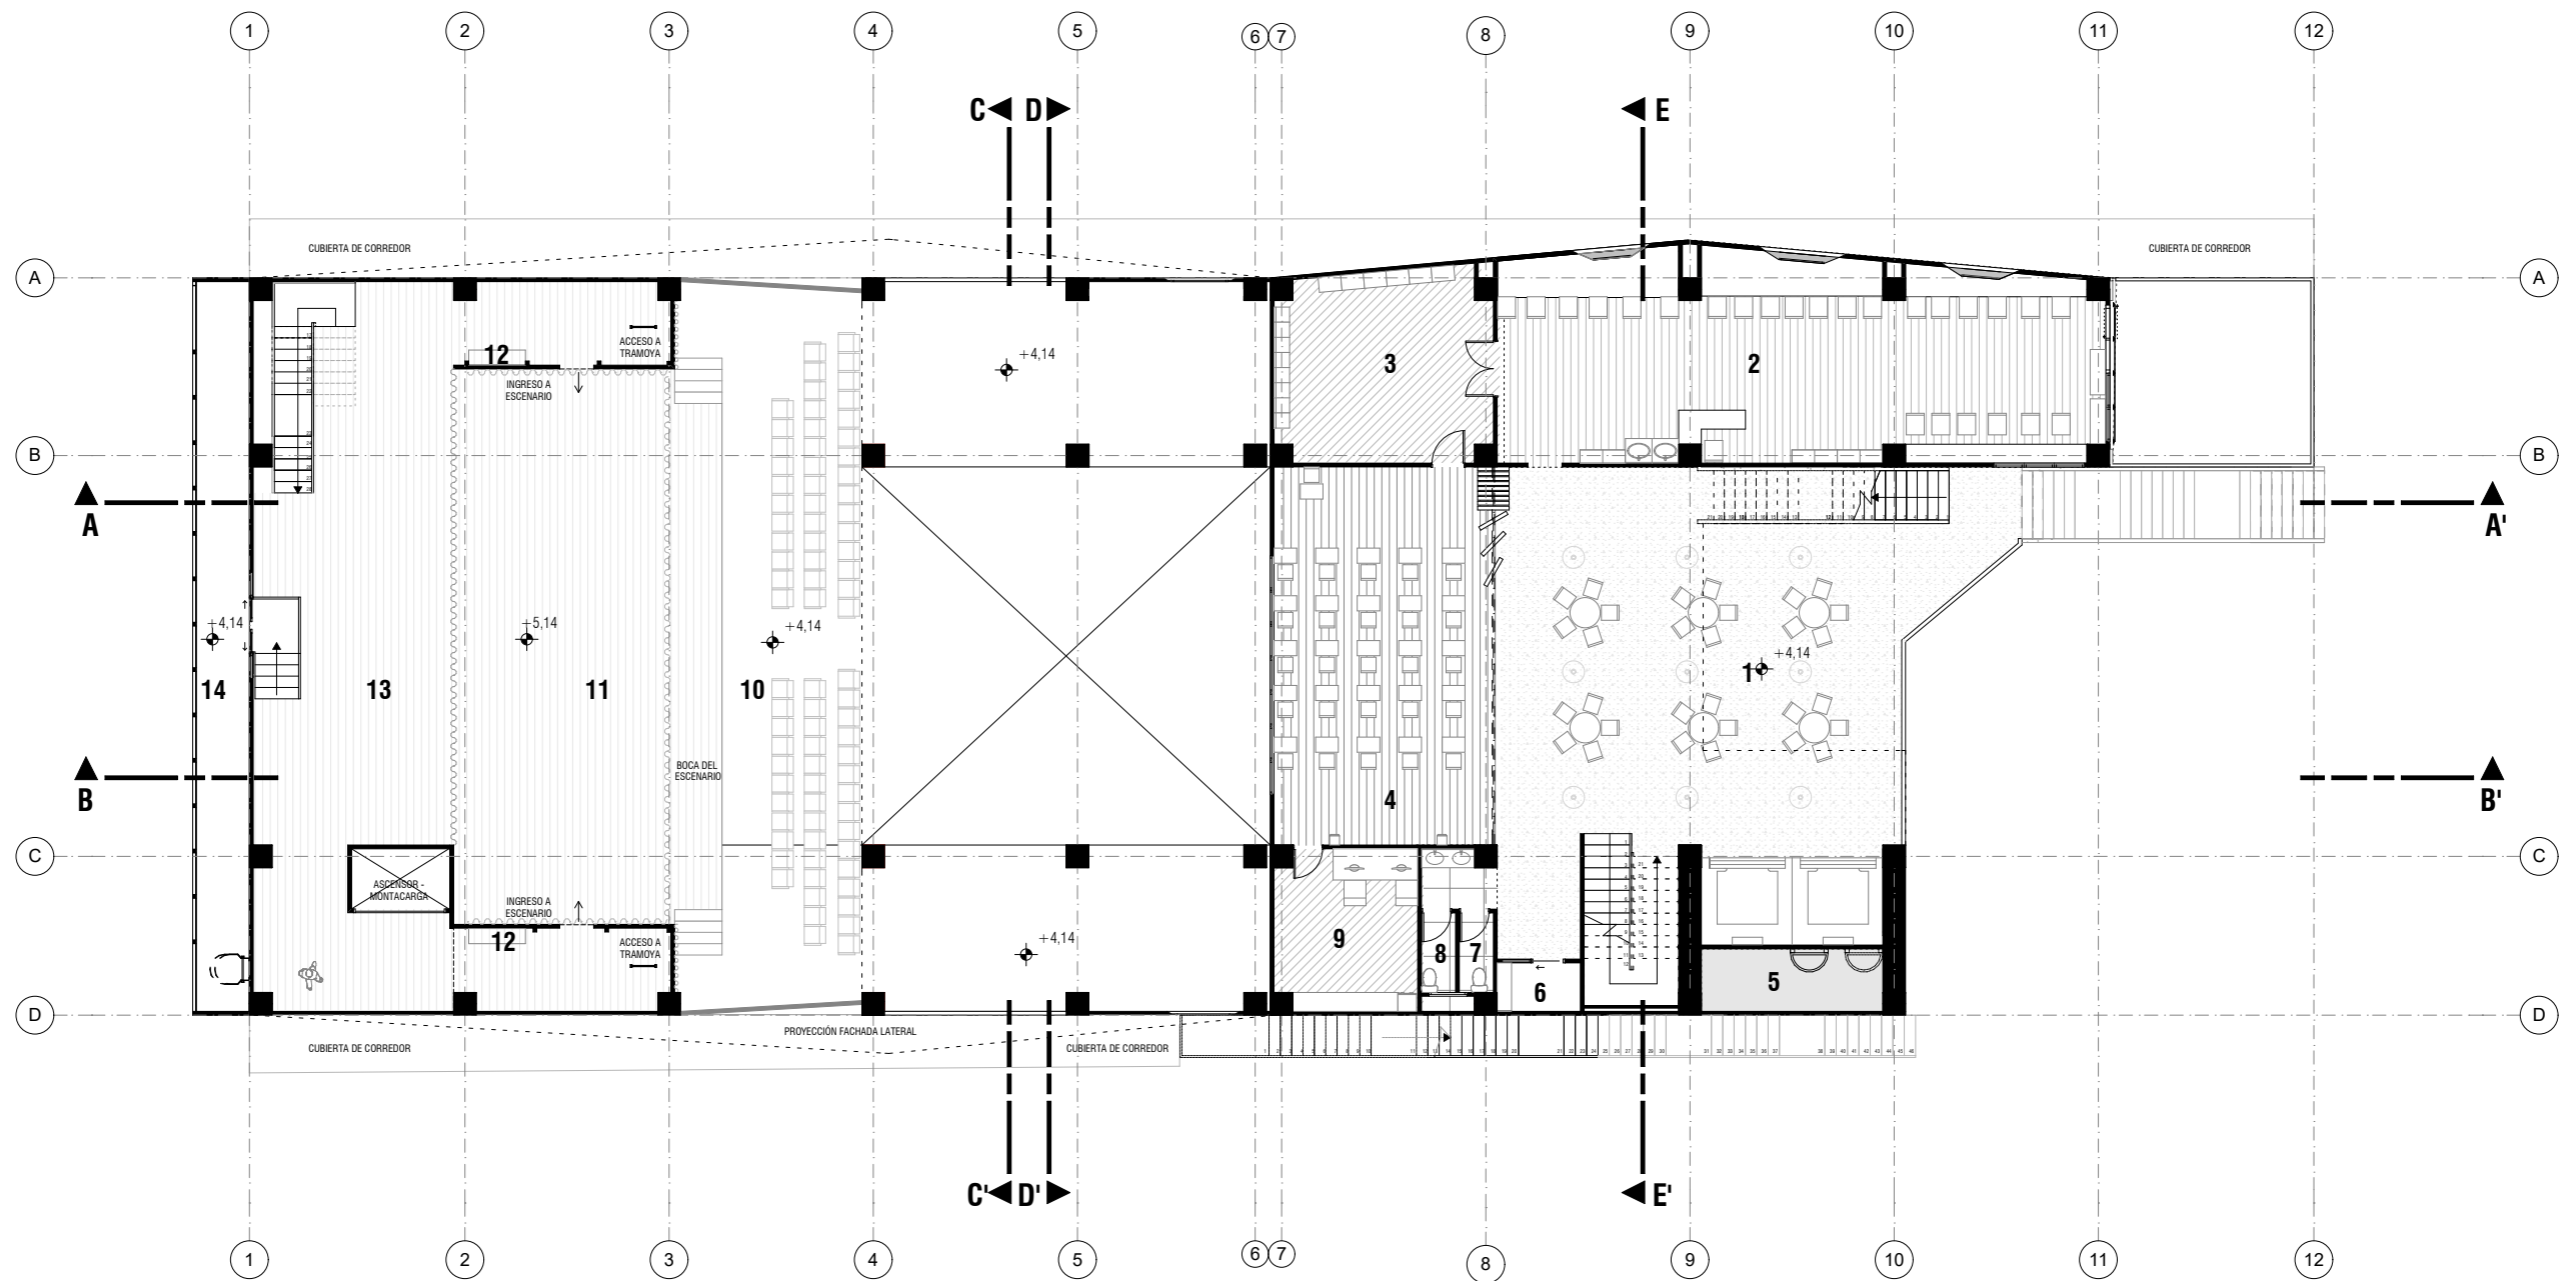 1 2 3 4 5 6 7 8 9 10 11 12
C D E
CUBIERTA DE CORREDOR
CUBIERTA DE CORREDOR
A A
ACCESO A
TRAMOYA
12
INGRESO A
ESCENARIO
+4,14
3
2
B B
A A'
+4,14
+5,14
+4,14
+4,14
14
13
11
10
1
BOCA DEL
ESCENARIO
B B'
4
C C
ASCENSOR -
MONTACARGA
INGRESO A
ESCENARIO
12
ACCESO A
TRAMOYA
+4,14
9
8
7
6
5
D D
PROYECCIÓN FACHADA LATERAL
CUBIERTA DE CORREDOR
CUBIERTA DE CORREDOR
C' D' E'
1 2 3 4 5 6 7 8 9 10 11 12